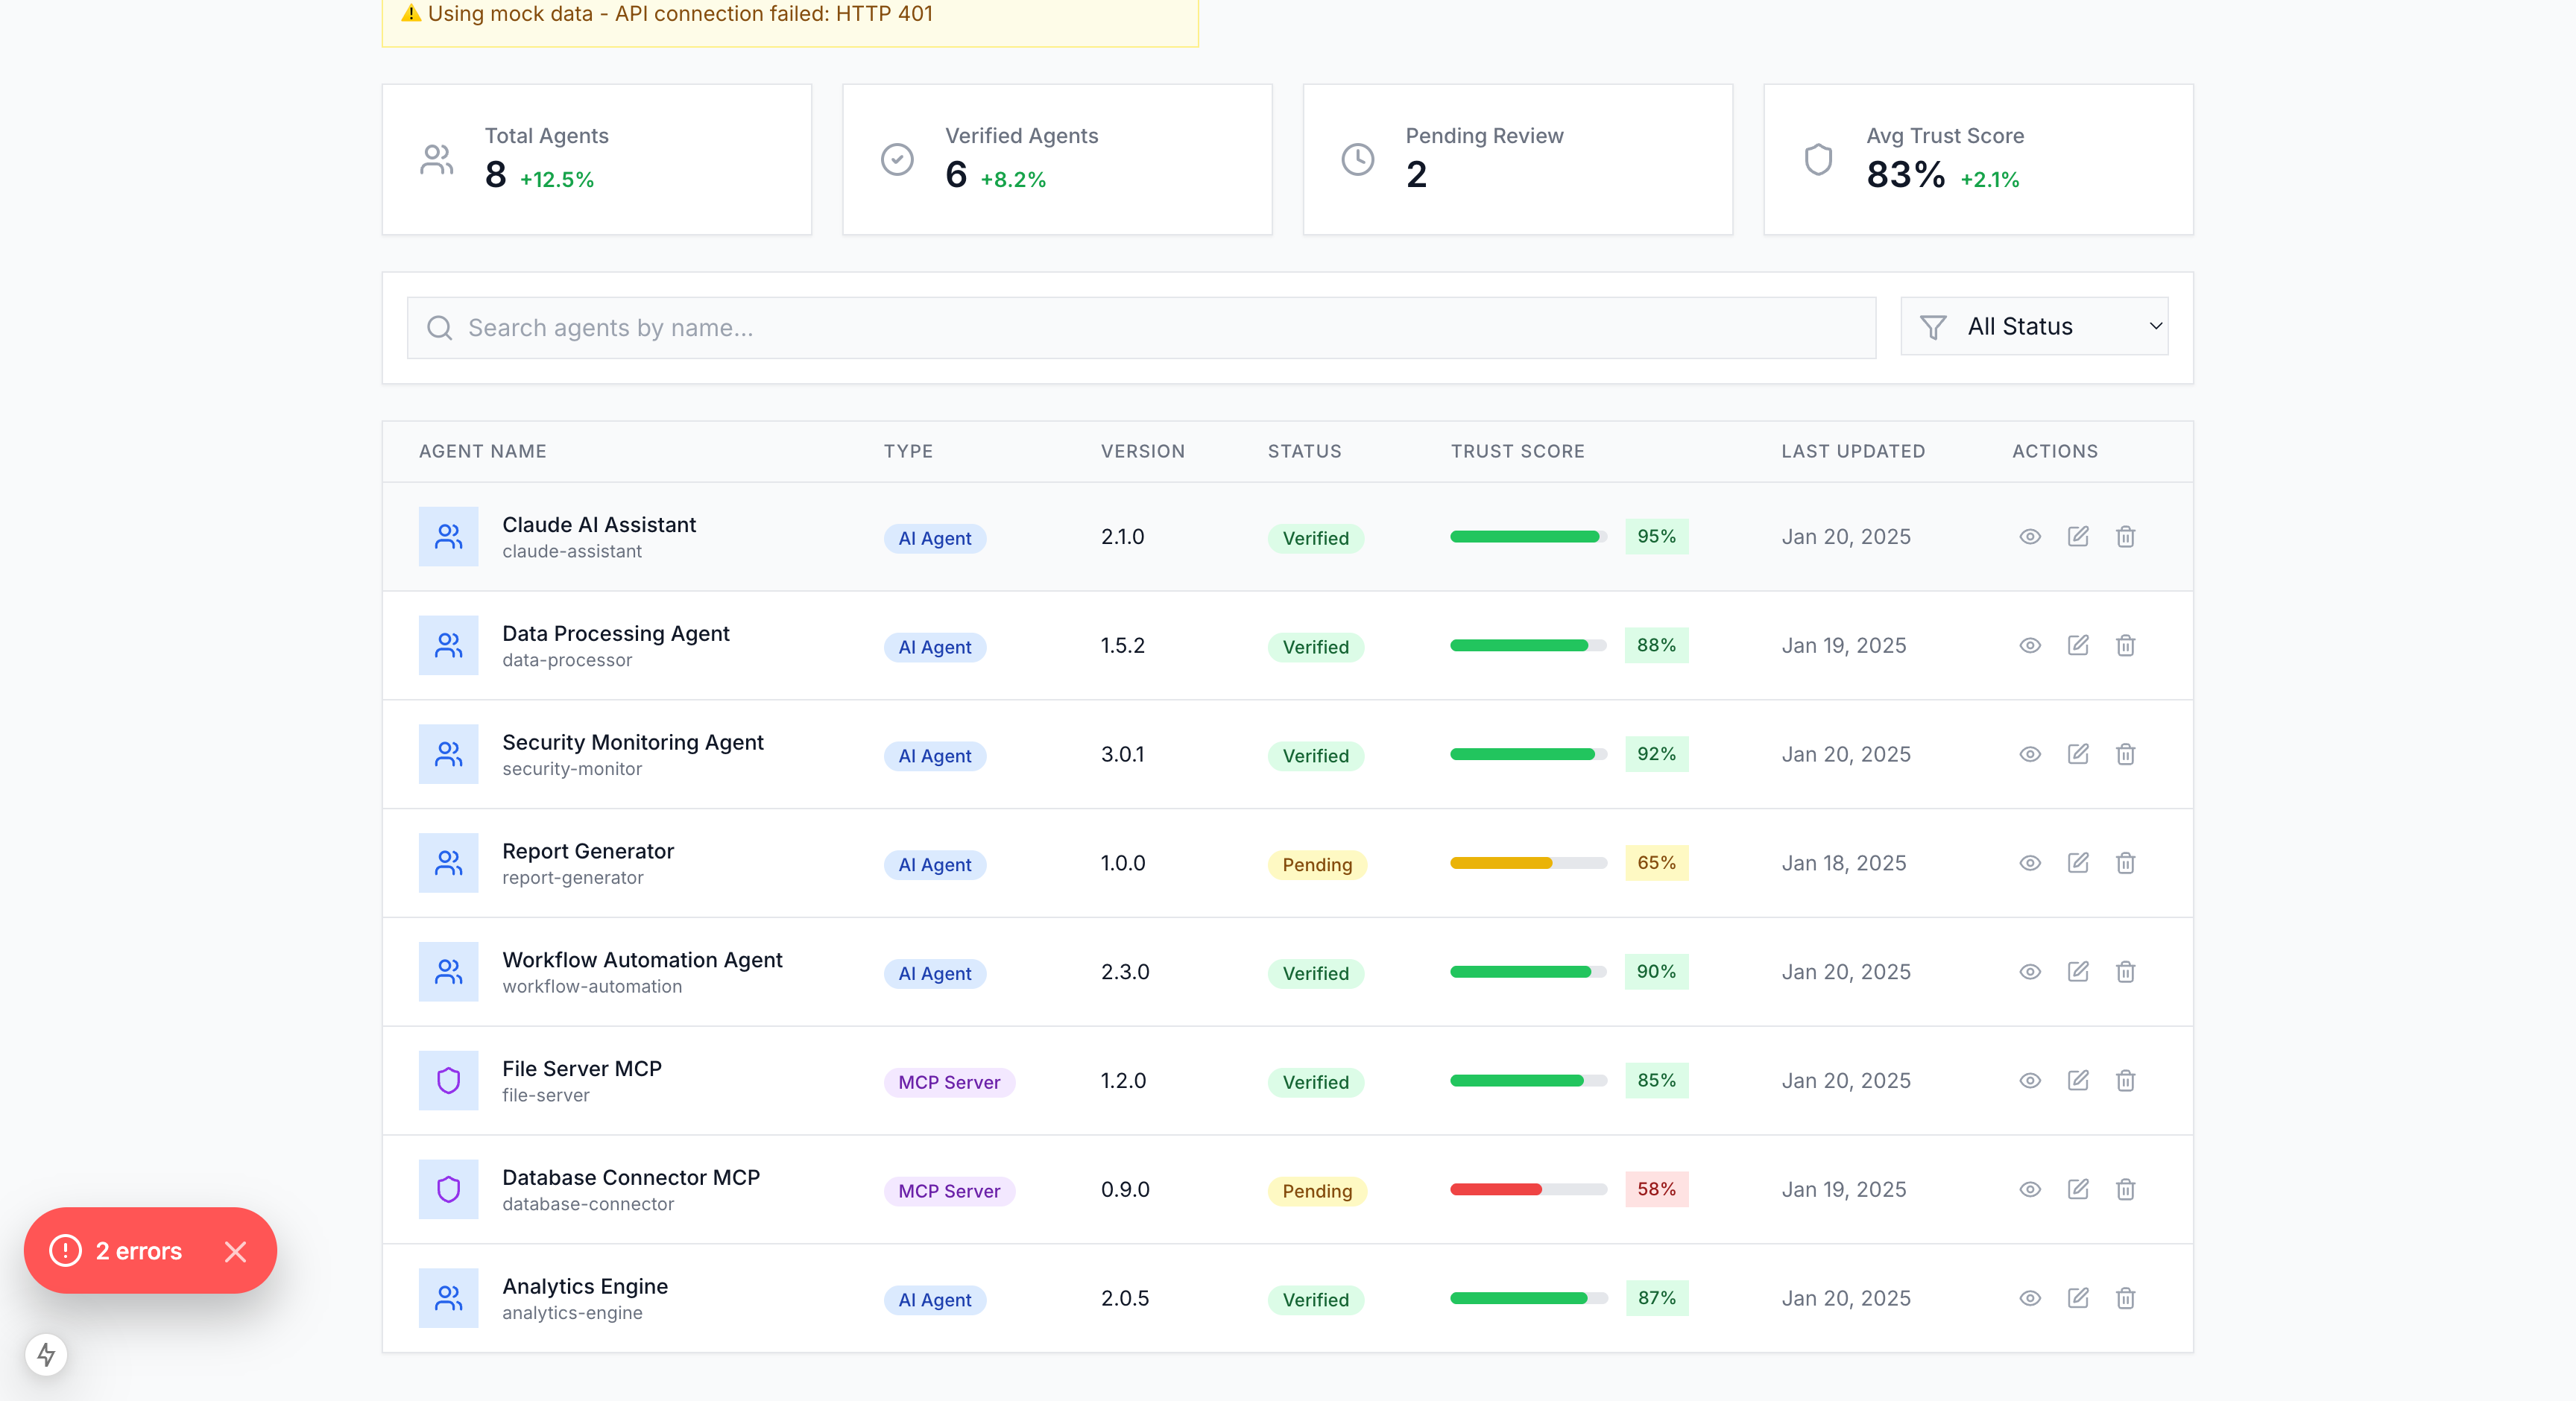 ⚠️ Using mock data - API connection failed: HTTP 401
Total Agents
8 +12.5%
Verified Agents
6 +8.2%
Pending Review
2
Avg Trust Score
83% +2.1%
Search agents by name...
All Status
AGENT NAME TYPE VERSION STATUS TRUST SCORE LAST UPDATED ACTIONS
Claude AI Assistant
claude-assistant
AI Agent 2.1.0 Verified 95% Jan 20, 2025
Data Processing Agent
data-processor
AI Agent 1.5.2 Verified 88% Jan 19, 2025
Security Monitoring Agent
security-monitor
AI Agent 3.0.1 Verified 92% Jan 20, 2025
Report Generator
report-generator
AI Agent 1.0.0 Pending 65% Jan 18, 2025
Workflow Automation Agent
workflow-automation
AI Agent 2.3.0 Verified 90% Jan 20, 2025
File Server MCP
file-server
MCP Server 1.2.0 Verified 85% Jan 20, 2025
Database Connector MCP
database-connector
MCP Server 0.9.0 Pending 58% Jan 19, 2025
Analytics Engine
analytics-engine
AI Agent 2.0.5 Verified 87% Jan 20, 2025
2 errors